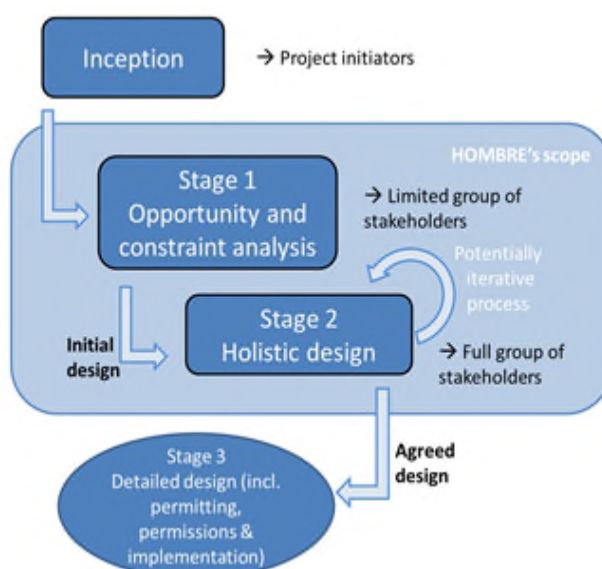 Inception
→ Project initiators
HOMBRE's scope
Stage 1
Opportunity and
constraint analysis
→ Limited group of
stakeholders
Potentially
iterative
process
Stage 2
Holistic design
Initial
design
→ Full group of
stakeholders
Agreed
design
Stage 3
Detailed design (incl.
permitting,
permissions &
implementation)